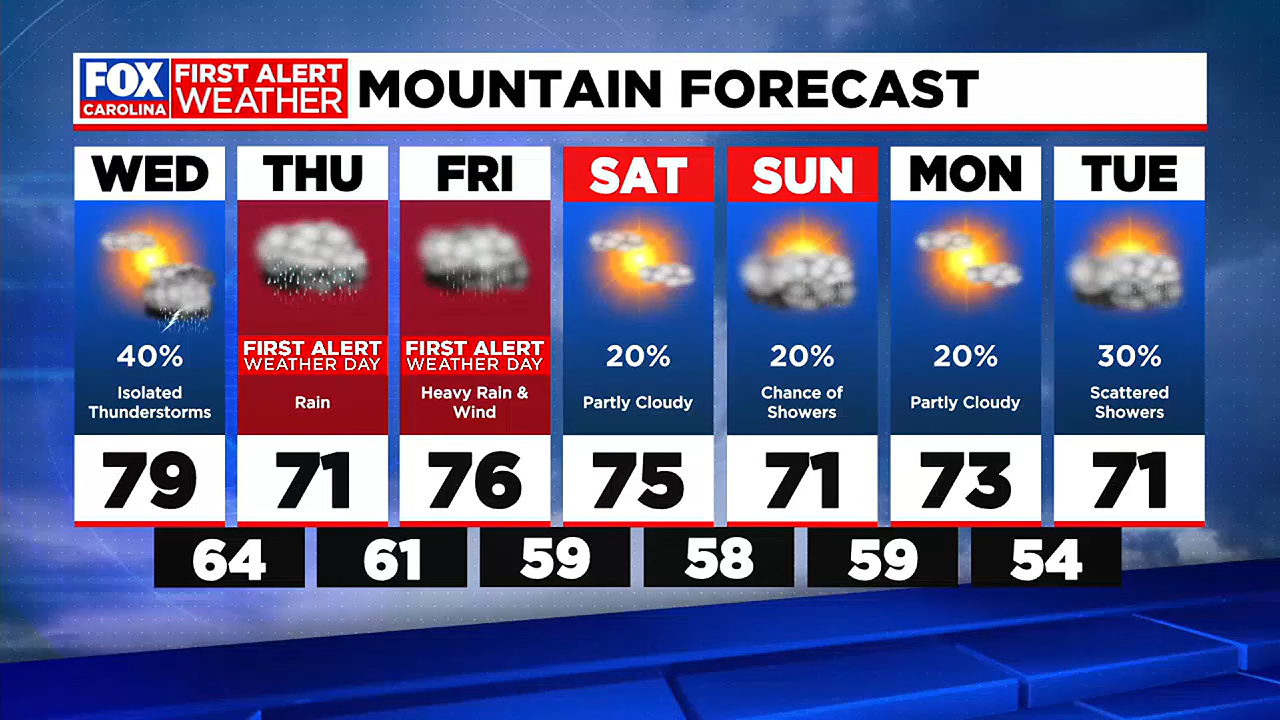 FOX
CAROLINA
FIRST ALERT
WEATHER
MOUNTAIN FORECAST
WED
THU
FRI
SAT
SUN
MON
TUE
40%
FIRST ALERT
WEATHER DAY
FIRST ALERT
WEATHER DAY
20%
20%
20%
30%
Isolated
Thunderstorms
Rain
Heavy Rain &
Wind
Partly Cloudy
Chance of
Showers
Partly Cloudy
Scattered
Showers
79
71
76
75
71
73
71
64
61
59
58
59
54